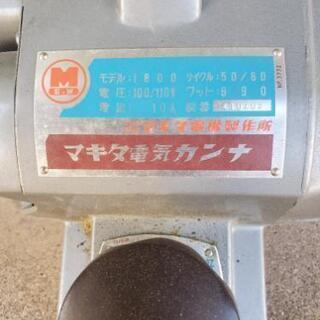 M
モデル:1800 サイクル:50/60
電圧:100/110V ワット:890
電流: 10A
マキタ電機製作所
マキタ電気カンナ